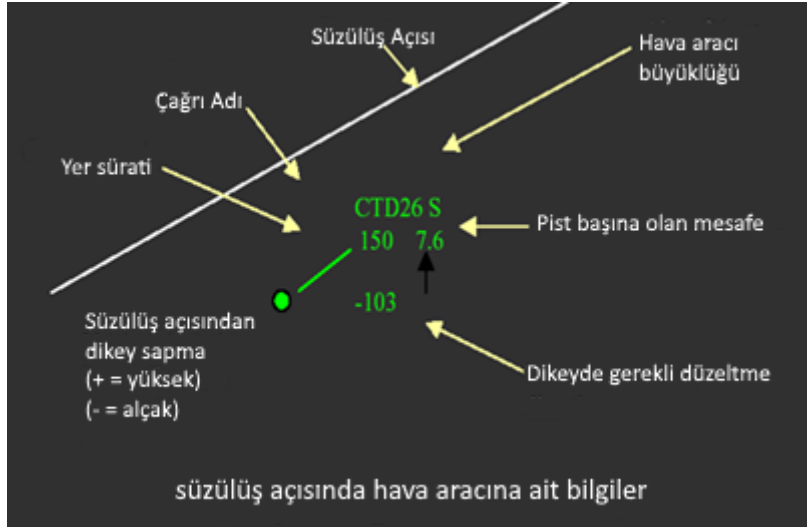 Süzülüş Açısı
Hava aracı
büyüklüğü
Çağrı Adı
Yer sürati
CTD26 S
150 7.6
Pist başına olan mesafe
-103
Süzülüş açısından
dikey sapma
(+ = yüksek)
(- = alçak)
Dikeyde gerekli düzeltme
süzülüş açısında hava aracına ait bilgiler